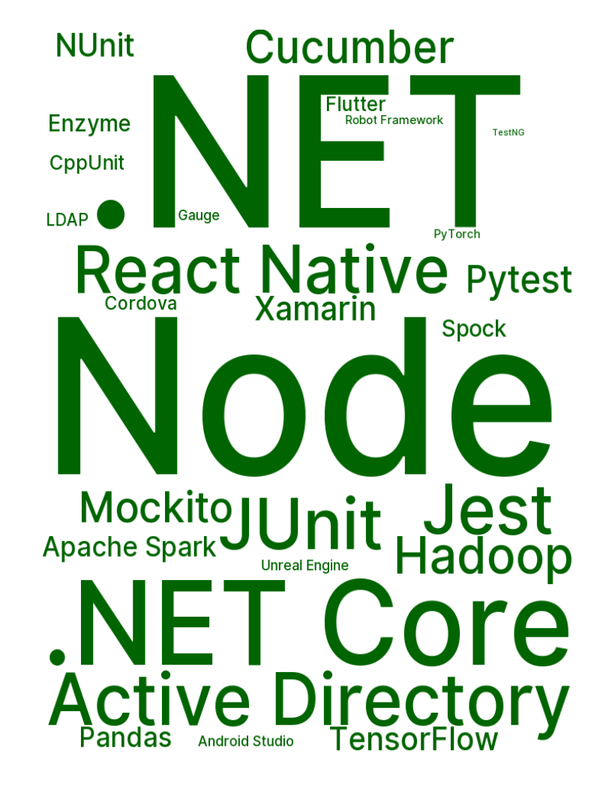 NUnit
Cucumber
.NET
Flutter
Robot Framework
Enzyme
TestNG
CppUnit
Gauge
LDAP
PyTorch
React Native
Pytest
Cordova
Xamarin
Spock
Node
Mockito
JUnit
Jest
Apache Spark
Hadoop
Unreal Engine
.NET Core
Active Directory
Pandas
Android Studio
TensorFlow